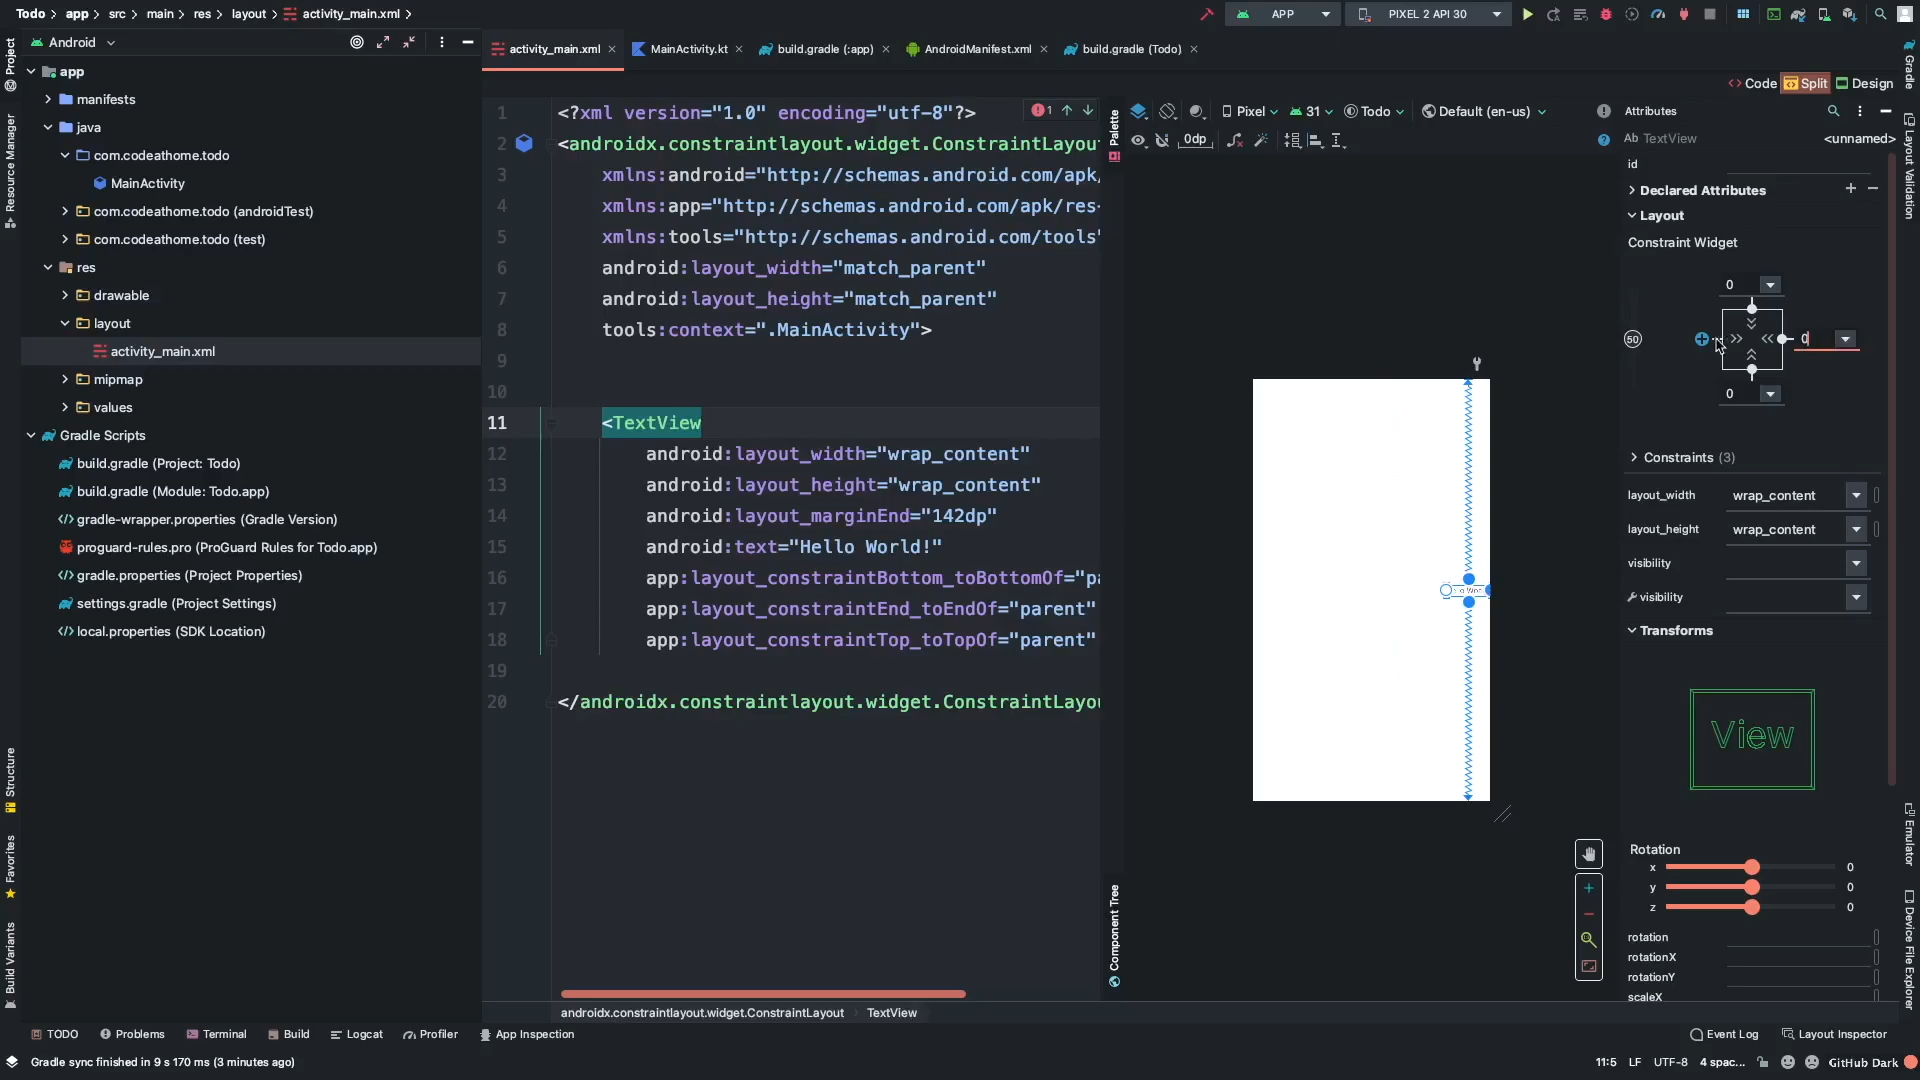 Todo app src main res layout activity_main.xml
APP
PIXEL 2 API 30
Android
activity_main.xml
MainActivity.kt
build.gradle (:app)
AndroidManifest.xml
build.gradle (Todo)
Code
Split
Design
Project
Resource Manager
Structure
Favorites
Build Variants
app
manifests
java
com.codeathome.todo
MainActivity
com.codeathome.todo (androidTest)
com.codeathome.todo (test)
res
drawable
layout
activity_main.xml
mipmap
values
Gradle Scripts
build.gradle (Project: Todo)
build.gradle (Module: Todo.app)
gradle-wrapper.properties (Gradle Version)
proguard-rules.pro (ProGuard Rules for Todo.app)
gradle.properties (Project Properties)
settings.gradle (Project Settings)
local.properties (SDK Location)
1 <?xml version="1.0" encoding="utf-8"?>
1
2 <androidx.constraintlayout.widget.ConstraintLayou
3 xmlns:android="http://schemas.android.com/apk/
4 xmlns:app="http://schemas.android.com/apk/res-
5 xmlns:tools="http://schemas.android.com/tools"
6 android:layout_width="match_parent"
7 android:layout_height="match_parent"
8 tools:context=".MainActivity">
9
10
11 <TextView
12 android:layout_width="wrap_content"
13 android:layout_height="wrap_content"
14 android:layout_marginEnd="142dp"
15 android:text="Hello World!"
16 app:layout_constraintBottom_toBottomOf="pa
17 app:layout_constraintEnd_toEndOf="parent"
18 app:layout_constraintTop_toTopOf="parent"
19
20 </androidx.constraintlayout.widget.ConstraintLayou
androidx.constraintlayout.widget.ConstraintLayout
TextView
Palette
Component Tree
Pixel
31
Todo
Default (en-us)
0dp
Attributes
Ab TextView
<unnamed>
id
Declared Attributes
Layout
Constraint Widget
0
50
0
0
Constraints (3)
layout_width wrap_content
layout_height wrap_content
visibility
visibility
Transforms
View
Rotation
x 0
y 0
z 0
rotation
rotationX
rotationY
scaleX
Gradle
Layout Validation
Emulator
Device File Explorer
TODO
Problems
Terminal
Build
Logcat
Profiler
App Inspection
Event Log
Layout Inspector
Gradle sync finished in 9 s 170 ms (3 minutes ago)
11:5
LF
UTF-8
4 spac...
GitHub Dark